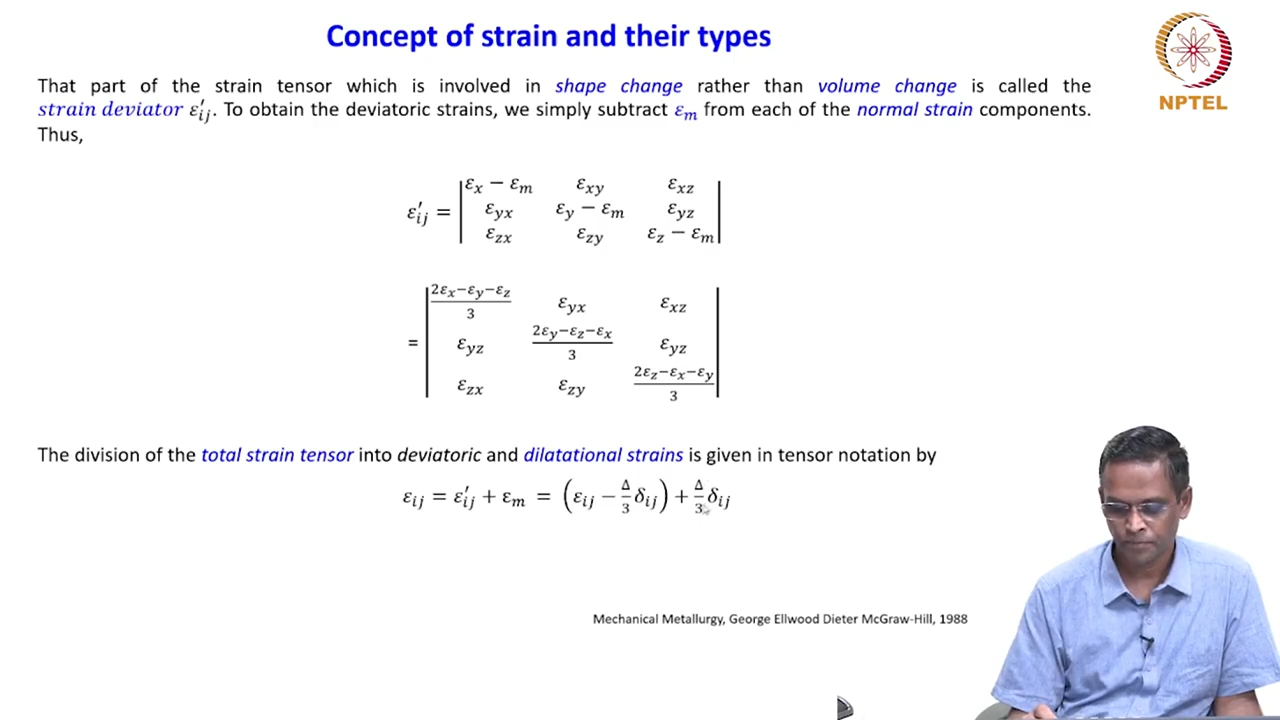 Concept of strain and their types
NPTEL
That part of the strain tensor which is involved in shape change rather than volume change is called the
strain deviator ε′ij. To obtain the deviatoric strains, we simply subtract εm from each of the normal strain components.
Thus,
ε′ij = | εx − εm   εxy   εxz |
| εyx   εy − εm   εyz |
| εzx   εzy   εz − εm |
= | (2εx−εy−εz)/3   εyx   εxz |
| εyz   (2εy−εz−εx)/3   εyz |
| εzx   εzy   (2εz−εx−εy)/3 |
The division of the total strain tensor into deviatoric and dilatational strains is given in tensor notation by
εij = ε′ij + εm = (εij − Δ/3 δij) + Δ/3 δij
Mechanical Metallurgy, George Ellwood Dieter McGraw-Hill, 1988